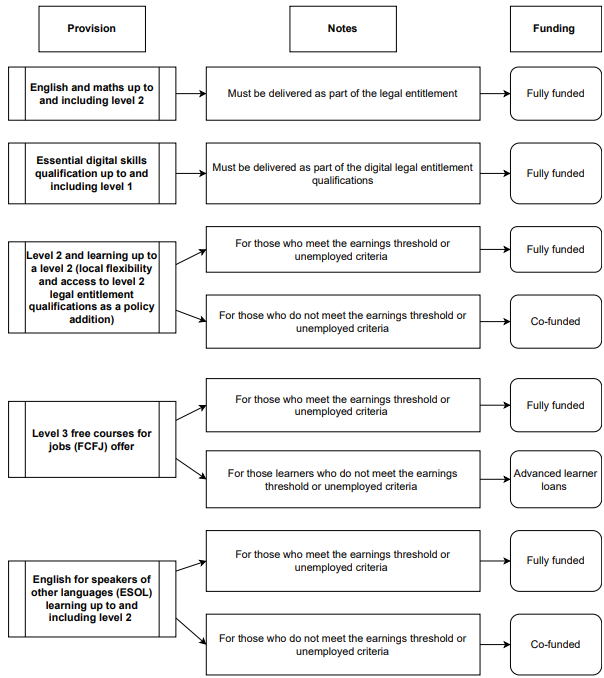 Provision
Notes
Funding
English and maths up to
and including level 2
Must be delivered as part of the legal entitlement
Fully funded
Essential digital skills
qualification up to and
including level 1
Must be delivered as part of the digital legal entitlement
qualifications
Fully funded
Level 2 and learning up to
a level 2 (local flexibility
and access to level 2
legal entitlement
qualifications as a policy
addition)
For those who meet the earnings threshold or
unemployed criteria
Fully funded
For those who do not meet the earnings threshold or
unemployed criteria
Co-funded
Level 3 free courses for
jobs (FCFJ) offer
For those who meet the earnings threshold or
unemployed criteria
Fully funded
For those learners who do not meet the earnings
threshold or unemployed criteria
Advanced learner
loans
English for speakers of
other languages (ESOL)
learning up to and
including level 2
For those who meet the earnings threshold or
unemployed criteria
Fully funded
For those who do not meet the earnings threshold or
unemployed criteria
Co-funded